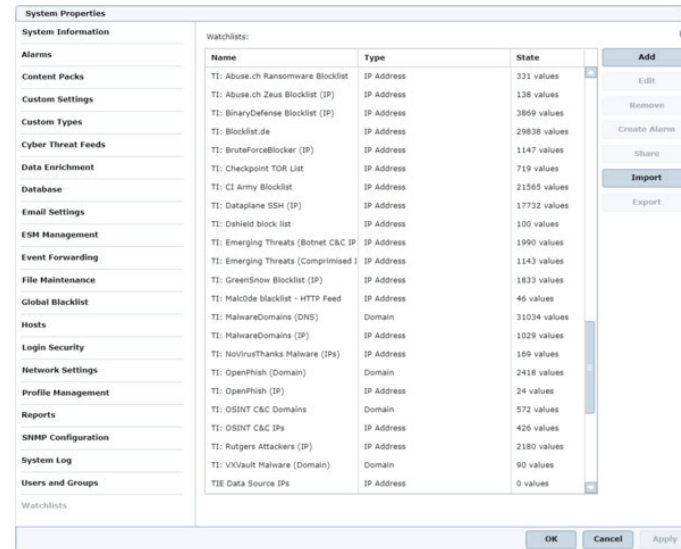 System Properties
System Information
Alarms
Content Packs
Custom Settings
Custom Types
Cyber Threat Feeds
Data Enrichment
Database
Email Settings
ESM Management
Event Forwarding
File Maintenance
Global Blacklist
Hosts
Login Security
Network Settings
Profile Management
Reports
SNMP Configuration
System Log
Users and Groups
Watchlists
Watchlists:
Name Type State
TI: Abuse.ch Ransomware Blocklist IP Address 331 values
TI: Abuse.ch Zeus Blocklist (IP) IP Address 138 values
TI: BinaryDefense Blocklist (IP) IP Address 3869 values
TI: Blocklist.de IP Address 29838 values
TI: BruteForceBlocker (IP) IP Address 1147 values
TI: Checkpoint TOR List IP Address 719 values
TI: CI Army Blocklist IP Address 21565 values
TI: Dataplane SSH (IP) IP Address 17732 values
TI: Dshield block list IP Address 100 values
TI: Emerging Threats (Botnet C&C IP IP Address 1990 values
TI: Emerging Threats (Comprimised I IP Address 1143 values
TI: GreenSnow Blocklist (IP) IP Address 1833 values
TI: Malc0de blacklist - HTTP Feed IP Address 46 values
TI: MalwareDomains (DNS) Domain 31034 values
TI: MalwareDomains (IP) IP Address 1029 values
TI: NoVirusThanks Malware (IPs) IP Address 169 values
TI: OpenPhish (Domain) Domain 2418 values
TI: OpenPhish (IP) IP Address 24 values
TI: OSINT C&C Domains Domain 572 values
TI: OSINT C&C IPs IP Address 426 values
TI: Rutgers Attackers (IP) IP Address 2180 values
TI: VXVault Malware (Domain) Domain 90 values
TIE Data Source IPs IP Address 0 values
Add
Edit
Remove
Create Alarm
Share
Import
Export
OK Cancel Apply